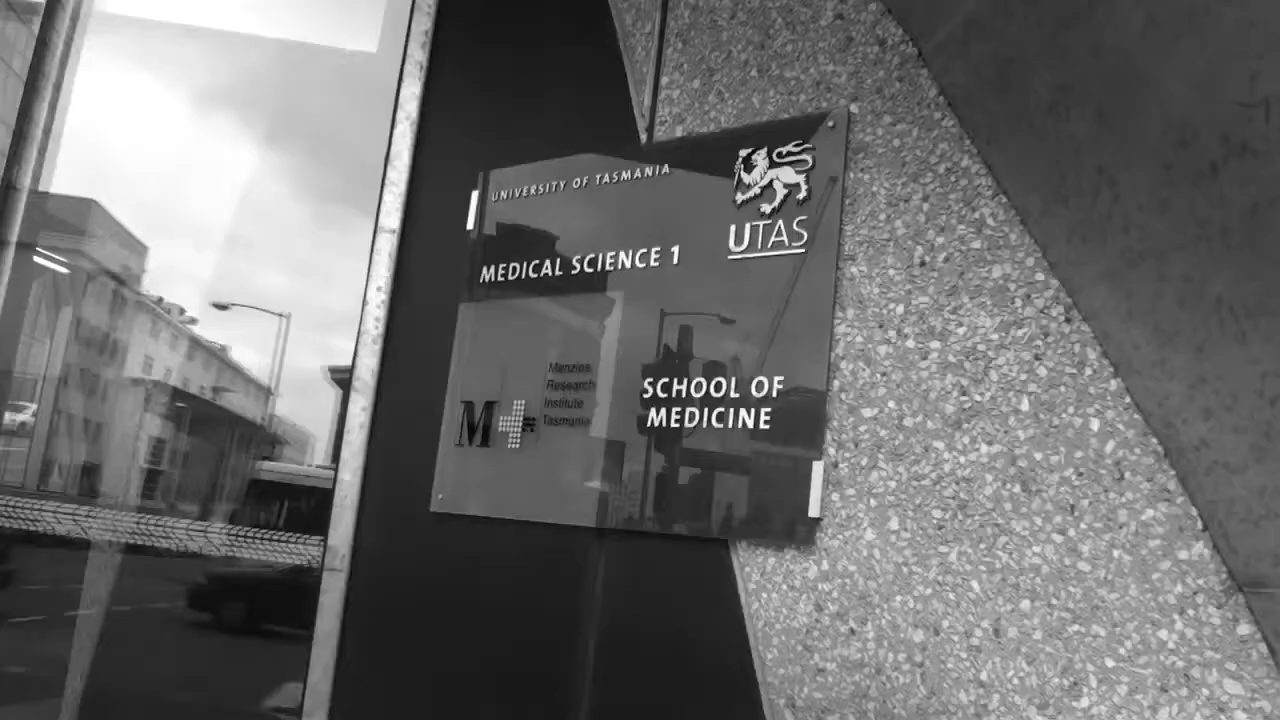 UNIVERSITY OF TASMANIA
UTAS
MEDICAL SCIENCE 1
M
Menzies
Research
Institute
Tasmania
SCHOOL OF
MEDICINE